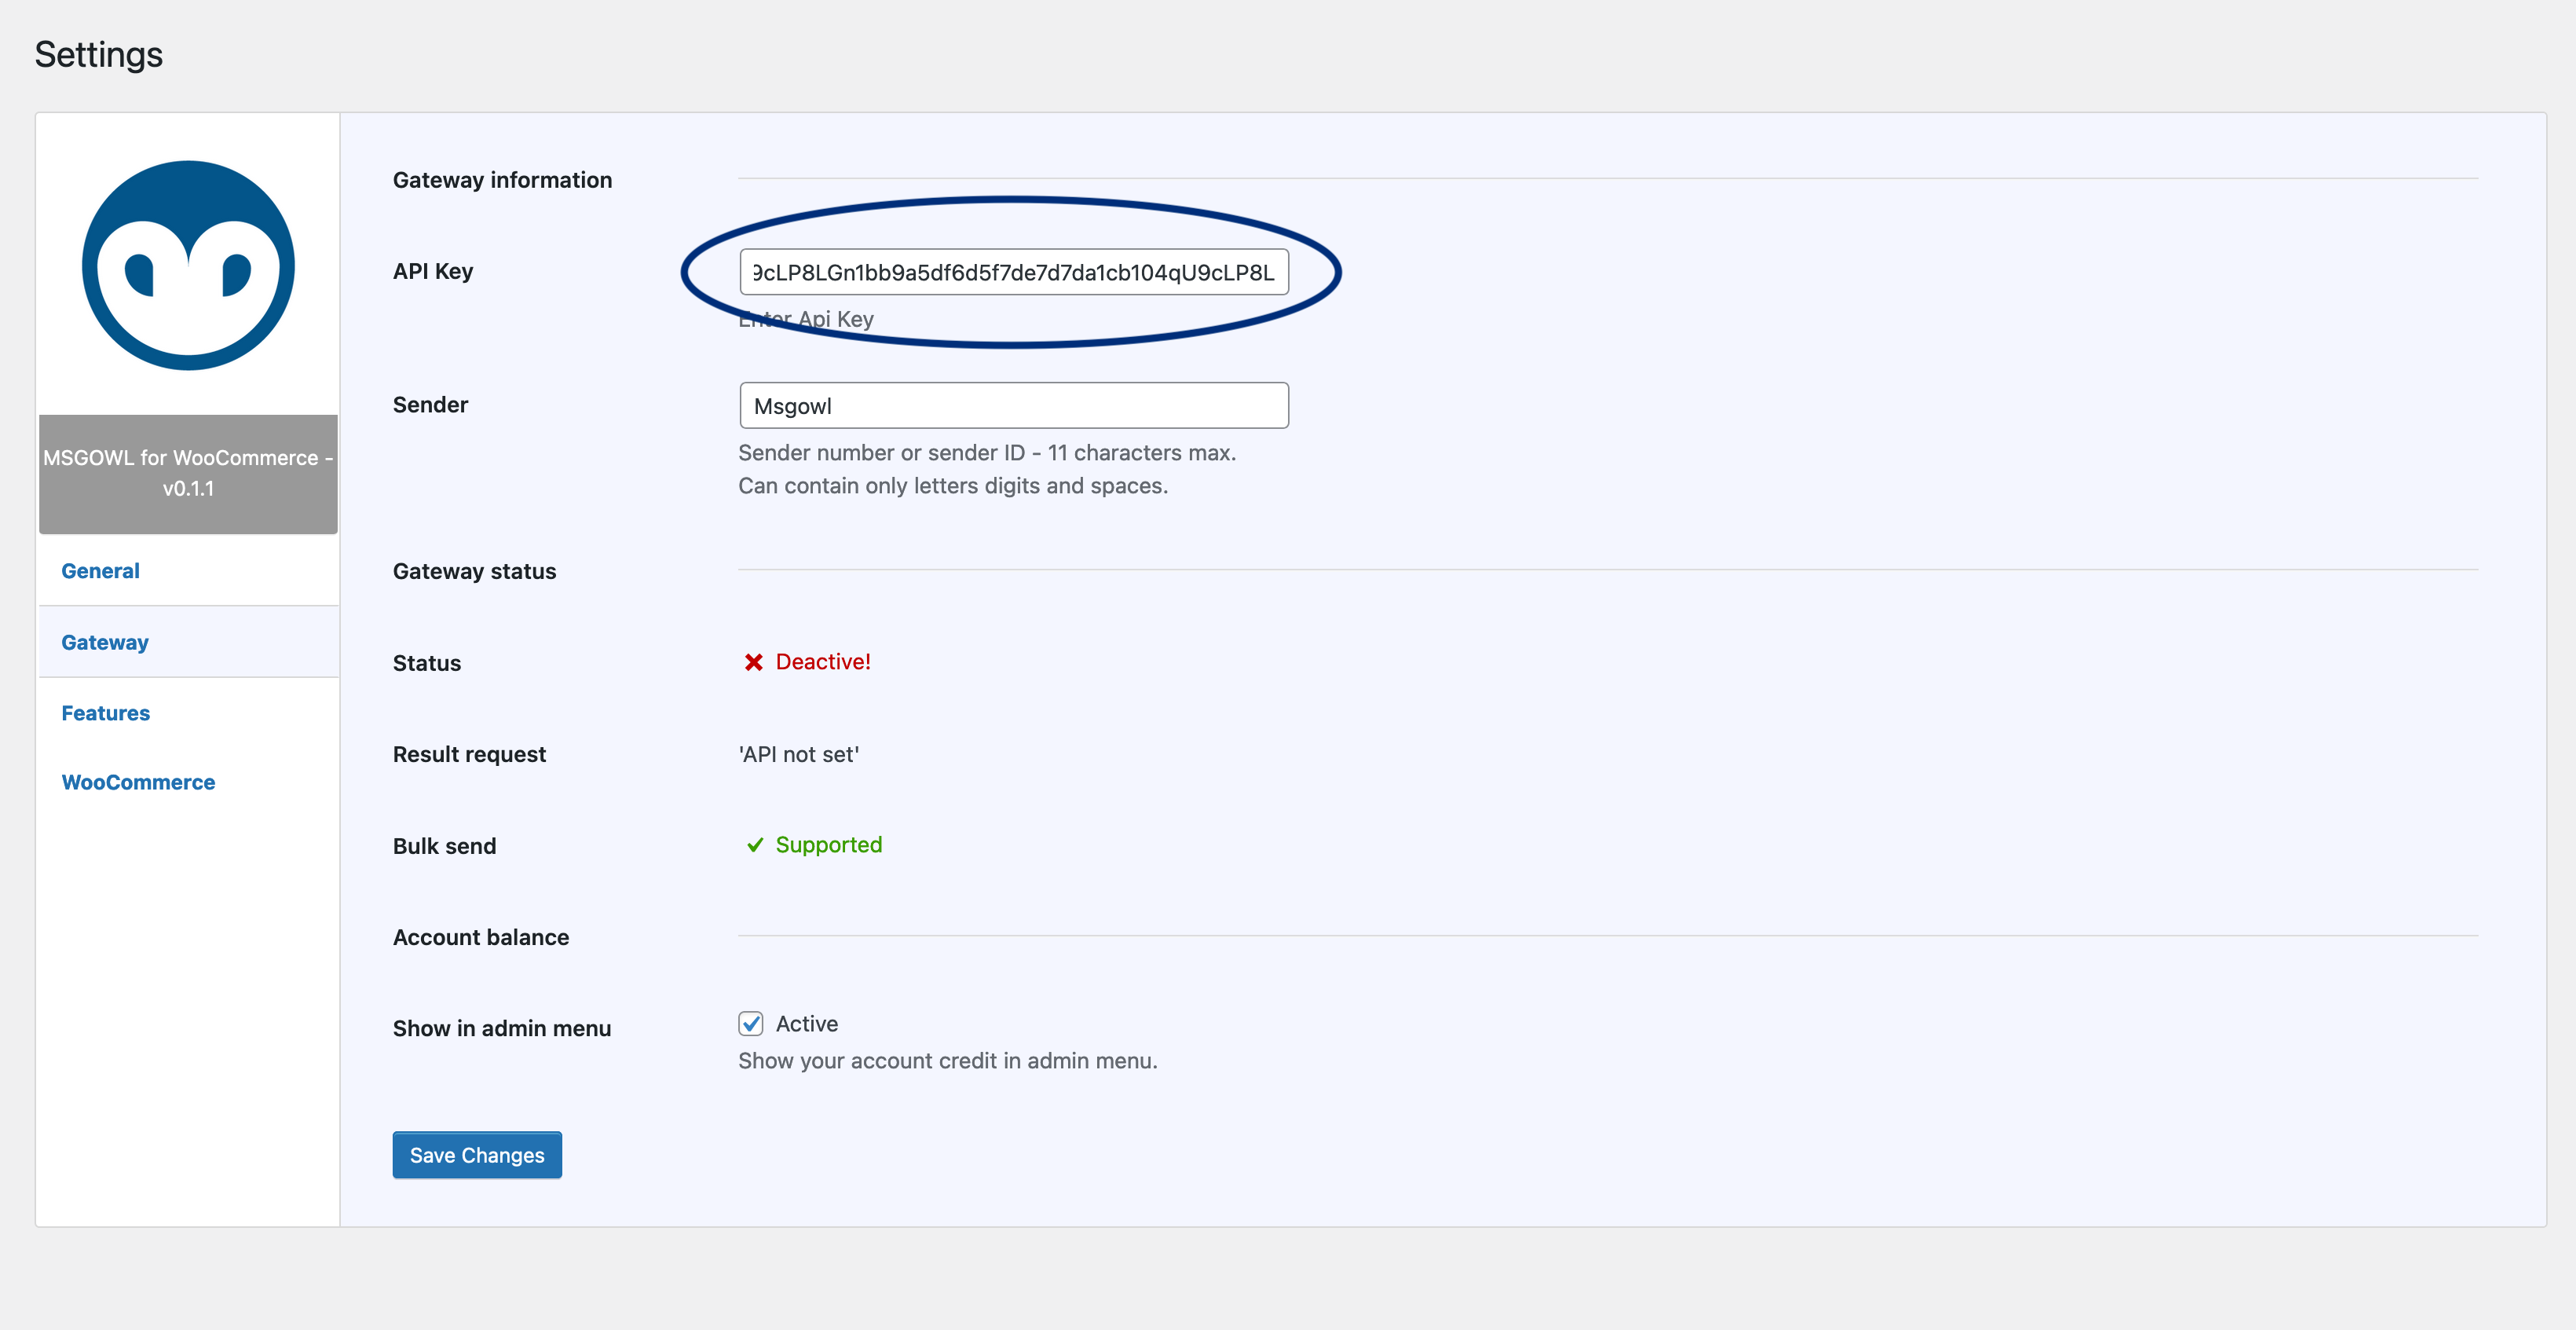 Settings
MSGOWL for WooCommerce -
v0.1.1
General
Gateway
Features
WooCommerce
Gateway information
API Key
9cLP8LGn1bb9a5df6d5f7de7d7da1cb104qU9cLP8L
Enter Api Key
Sender
Msgowl
Sender number or sender ID - 11 characters max.
Can contain only letters digits and spaces.
Gateway status
Status
Deactive!
Result request
'API not set'
Bulk send
Supported
Account balance
Show in admin menu
Active
Show your account credit in admin menu.
Save Changes